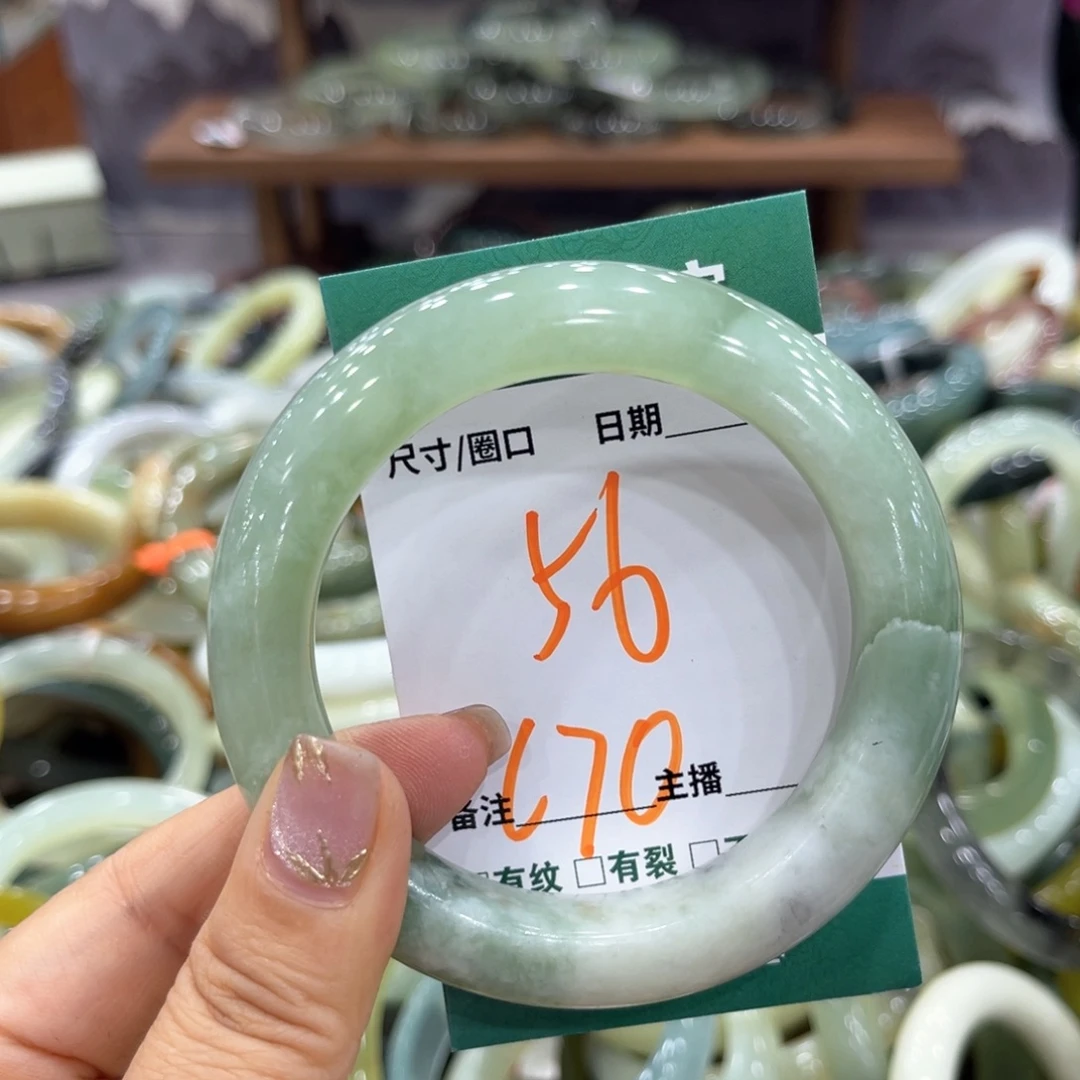 尺寸/圈口 日期
56
670
备注 主播
□有纹 □有裂 □